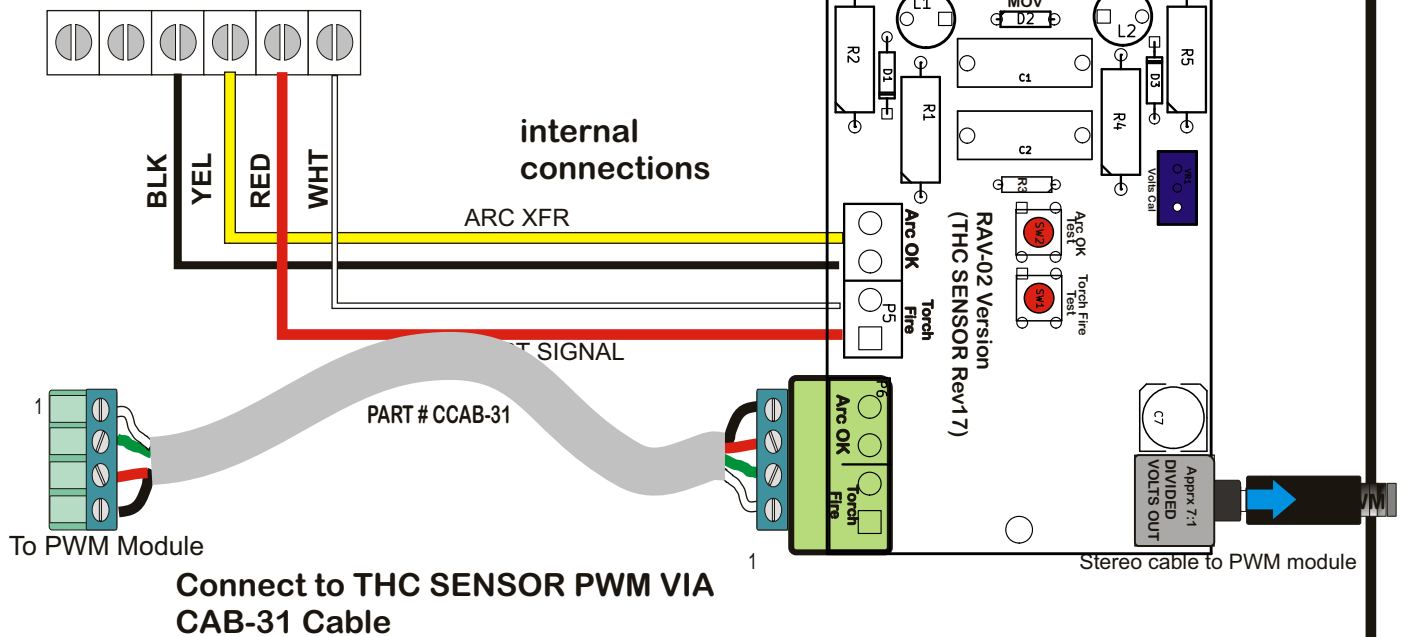 BLK
YEL
RED
WHT
internal
connections
ARC XFR
T SIGNAL
L1
MOV
D2
L2
R2
D1
R1
C1
C2
R3
R4
D3
R5
VR1
Volts Cal
Arc OK
Torch
Fire
P5
RAV-02 Version
(THC SENSOR Rev17)
SW2
Arc OK
Test
SW1
Torch Fire
Test
1
To PWM Module
PART # CCAB-31
1
P6
Arc OK
Torch
Fire
C7
Apprx 7:1
DIVIDED
VOLTS OUT
Stereo cable to PWM module
Connect to THC SENSOR PWM VIA
CAB-31 Cable